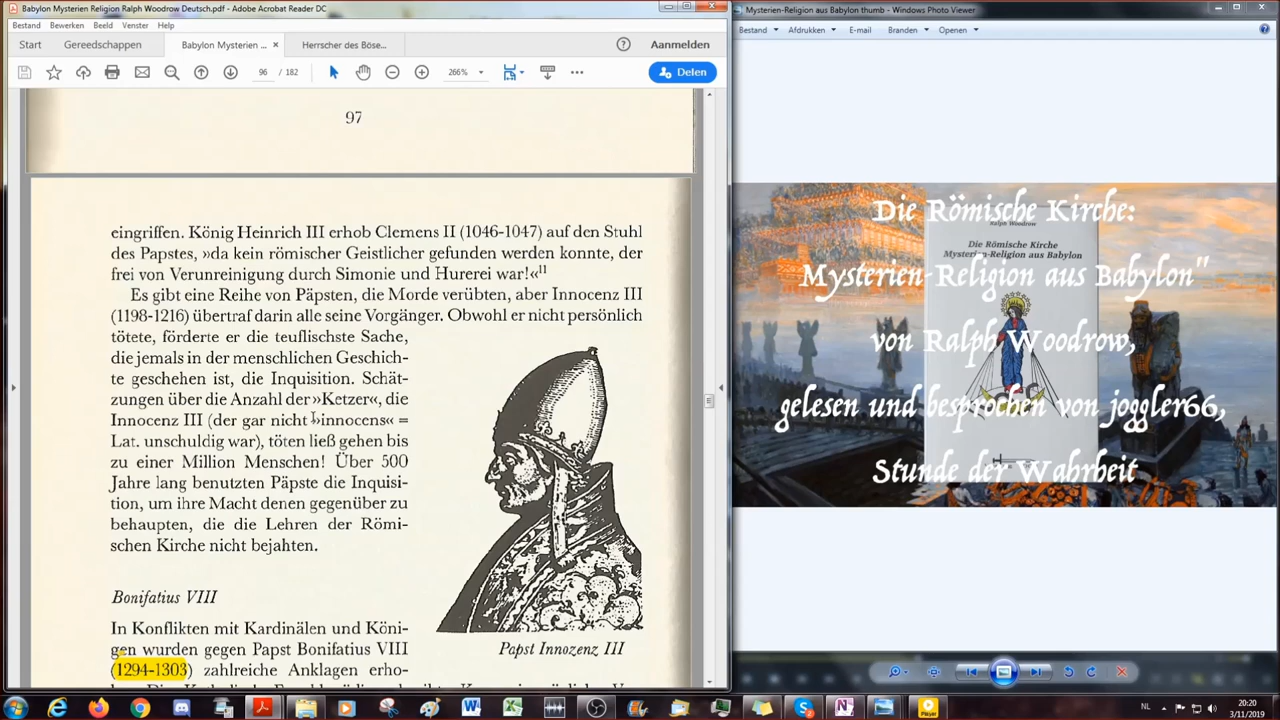 Babylon Mysterien Religion Ralph Woodrow Deutsch.pdf - Adobe Acrobat Reader DC
Bestand Bewerken Beeld Venster Help
Start Gereedschappen Babylon Mysterien ... × Herrscher des Böse... Aanmelden
96 / 182 266% Delen
97
eingriffen. König Heinrich III erhob Clemens II (1046-1047) auf den Stuhl
des Papstes, »da kein römischer Geistlicher gefunden werden konnte, der
frei von Verunreinigung durch Simonie und Hurerei war!«11
Es gibt eine Reihe von Päpsten, die Morde verübten, aber Innocenz III
(1198-1216) übertraf darin alle seine Vorgänger. Obwohl er nicht persönlich
tötete, förderte er die teuflischste Sache,
die jemals in der menschlichen Geschich-
te geschehen ist, die Inquisition. Schät-
zungen über die Anzahl der »Ketzer«, die
Innocenz III (der gar nicht »innocens« =
Lat. unschuldig war), töten ließ gehen bis
zu einer Million Menschen! Über 500
Jahre lang benutzten Päpste die Inquisi-
tion, um ihre Macht denen gegenüber zu
behaupten, die die Lehren der Römi-
schen Kirche nicht bejahten.
Bonifatius VIII
In Konflikten mit Kardinälen und Köni-
gen wurden gegen Papst Bonifatius VIII
(1294-1303) zahlreiche Anklagen erho-
Papst Innozenz III
Mysterien-Religion aus Babylon thumb - Windows Photo Viewer
Bestand Afdrukken E-mail Branden Openen
Die Römische Kirche:
Ralph Woodrow
Die Römische Kirche
Mysterien-Religion aus Babylon
Mysterien-Religion aus Babylon"
von Ralph Woodrow,
gelesen und besprochen von joggler66,
Stunde der Wahrheit
NL
20:20
3/11/2019